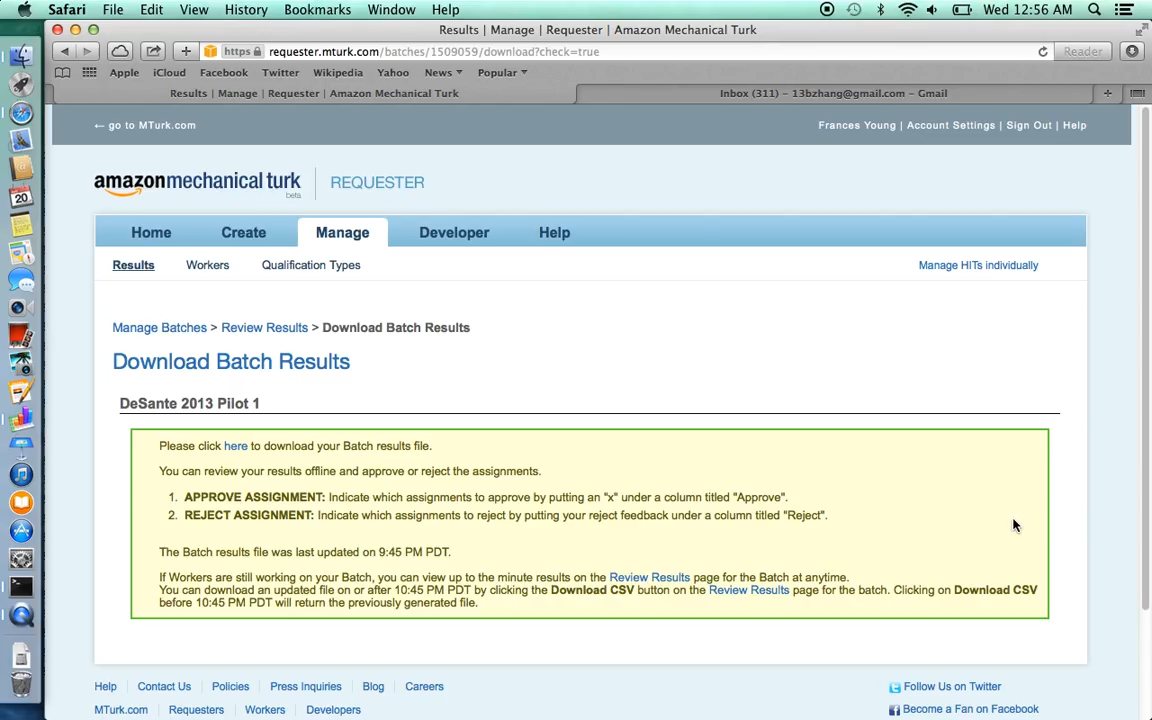 Safari File Edit View History Bookmarks Window Help Wed 12:56 AM
Results | Manage | Requester | Amazon Mechanical Turk
https requester.mturk.com/batches/1509059/download?check=true Reader
Apple iCloud Facebook Twitter Wikipedia Yahoo News Popular
Results | Manage | Requester | Amazon Mechanical Turk Inbox (311) – 13bzhang@gmail.com – Gmail
← go to MTurk.com Frances Young | Account Settings | Sign Out | Help
amazonmechanical turk REQUESTER
beta
Home Create Manage Developer Help
Results Workers Qualification Types Manage HITs individually
Manage Batches > Review Results > Download Batch Results
Download Batch Results
DeSante 2013 Pilot 1
Please click here to download your Batch results file.
You can review your results offline and approve or reject the assignments.
1. APPROVE ASSIGNMENT: Indicate which assignments to approve by putting an "x" under a column titled "Approve".
2. REJECT ASSIGNMENT: Indicate which assignments to reject by putting your reject feedback under a column titled "Reject".
The Batch results file was last updated on 9:45 PM PDT.
If Workers are still working on your Batch, you can view up to the minute results on the Review Results page for the Batch at anytime.
You can download an updated file on or after 10:45 PM PDT by clicking the Download CSV button on the Review Results page for the batch. Clicking on Download CSV
before 10:45 PM PDT will return the previously generated file.
Help Contact Us Policies Press Inquiries Blog Careers Follow Us on Twitter
MTurk.com Requesters Workers Developers Become a Fan on Facebook
20